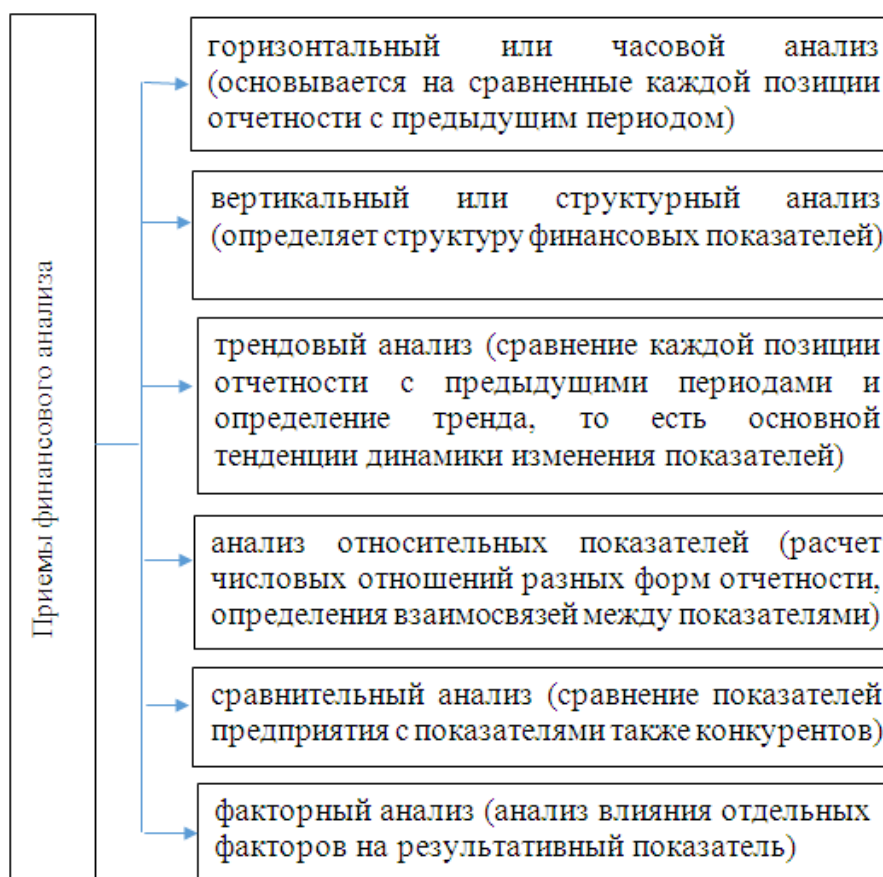 Приемы финансового анализа
горизонтальный или часовой анализ
(основывается на сравненные каждой позиции
отчетности с предыдущим периодом)
вертикальный или структурный анализ
(определяет структуру финансовых показателей)
трендовый анализ (сравнение каждой позиции
отчетности с предыдущими периодами и
определение тренда, то есть основной
тенденции динамики изменения показателей)
анализ относительных показателей (расчет
числовых отношений разных форм отчетности,
определения взаимосвязей между показателями)
сравнительный анализ (сравнение показателей
предприятия с показателями также конкурентов)
факторный анализ (анализ влияния отдельных
факторов на результативный показатель)